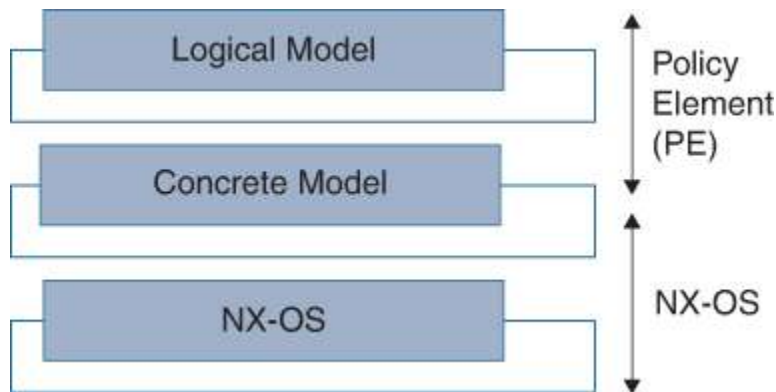 Logical Model
Policy
Element
(PE)
Concrete Model
NX-OS
NX-OS